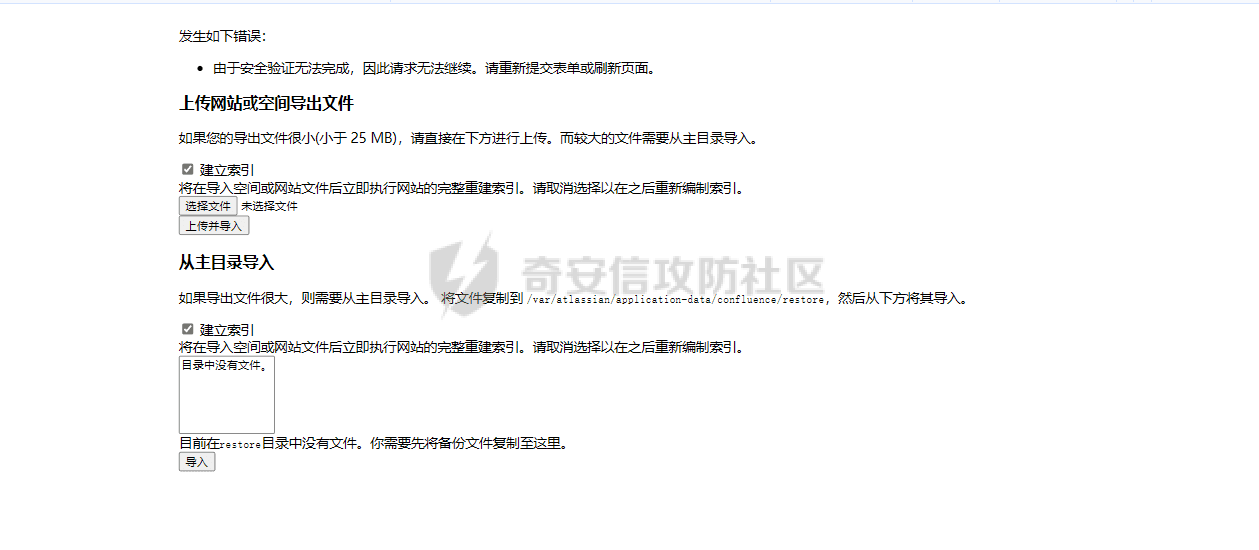 发生如下错误：
由于安全验证无法完成，因此请求无法继续。请重新提交表单或刷新页面。
上传网站或空间导出文件
如果您的导出文件很小(小于 25 MB)，请直接在下方进行上传。而较大的文件需要从主目录导入。
建立索引
将在导入空间或网站文件后立即执行网站的完整重建索引。请取消选择以在之后重新编制索引。
选择文件 未选择文件
上传并导入
奇安信攻防社区
从主目录导入
如果导出文件很大，则需要从主目录导入。 将文件复制到 /var/atlassian/application-data/confluence/restore，然后从下方将其导入。
建立索引
将在导入空间或网站文件后立即执行网站的完整重建索引。请取消选择以在之后重新编制索引。
目录中没有文件。
目前在restore目录中没有文件。你需要先将备份文件复制至这里。
导入